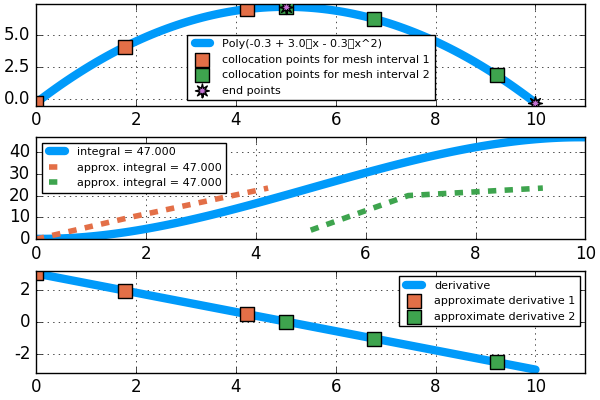 5.0
2.5
0.0
Poly(-0.3 + 3.0▯x - 0.3▯x^2)
collocation points for mesh interval 1
collocation points for mesh interval 2
end points
0 2 4 6 8 10
40
30
20
10
0
integral = 47.000
approx. integral = 47.000
approx. integral = 47.000
0 2 4 6 8 10
2
0
-2
derivative
approximate derivative 1
approximate derivative 2
0 2 4 6 8 10